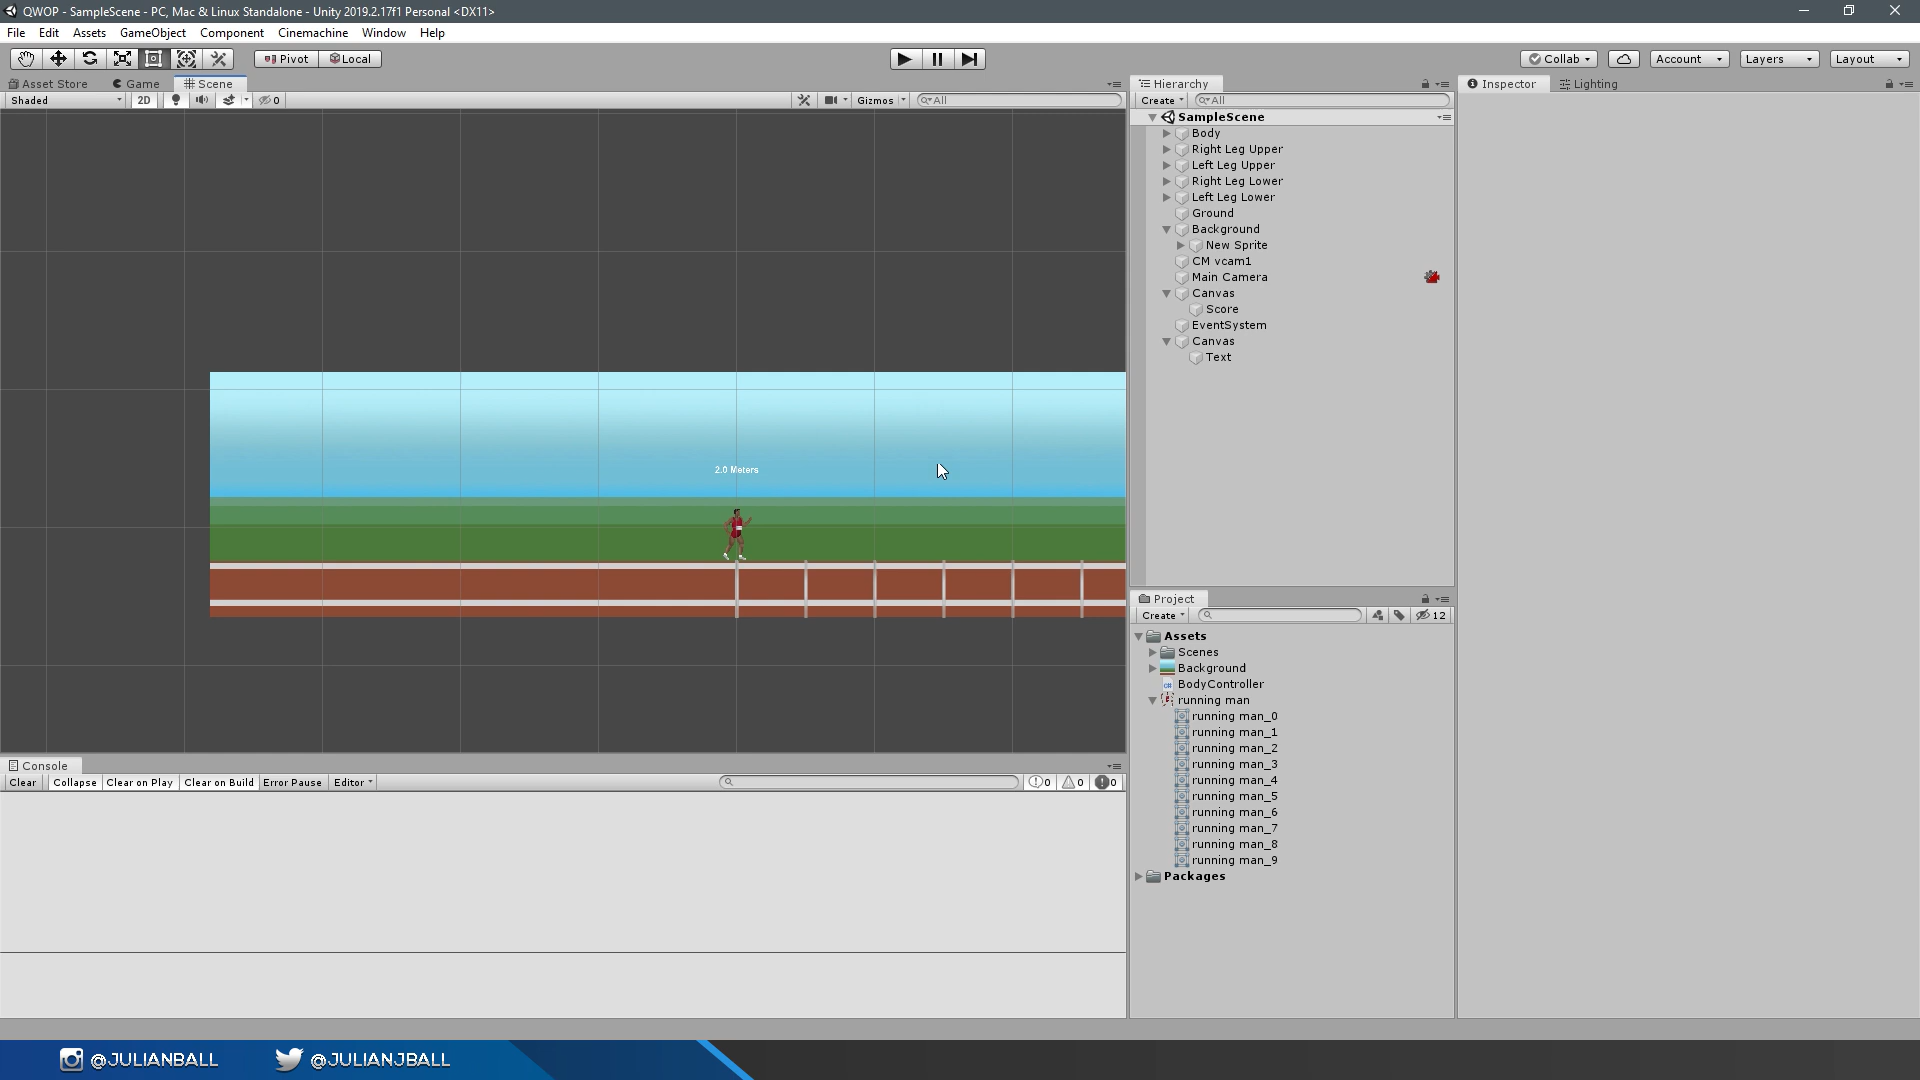 QWOP - SampleScene - PC, Mac & Linux Standalone - Unity 2019.2.17f1 Personal <DX11>
File Edit Assets GameObject Component Cinemachine Window Help
Pivot Local Collab Account Layers Layout
Asset Store Game Scene
Shaded 2D 0 Gizmos All
2.0 Meters
Hierarchy
Create All
SampleScene
Body
Right Leg Upper
Left Leg Upper
Right Leg Lower
Left Leg Lower
Ground
Background
New Sprite
CM vcam1
Main Camera
Canvas
Score
EventSystem
Canvas
Text
Inspector Lighting
Project
Create 12
Assets
Scenes
Background
BodyController
running man
running man_0
running man_1
running man_2
running man_3
running man_4
running man_5
running man_6
running man_7
running man_8
running man_9
Packages
Console
Clear Collapse Clear on Play Clear on Build Error Pause Editor 0 0 0
@JULIANBALL @JULIANJBALL